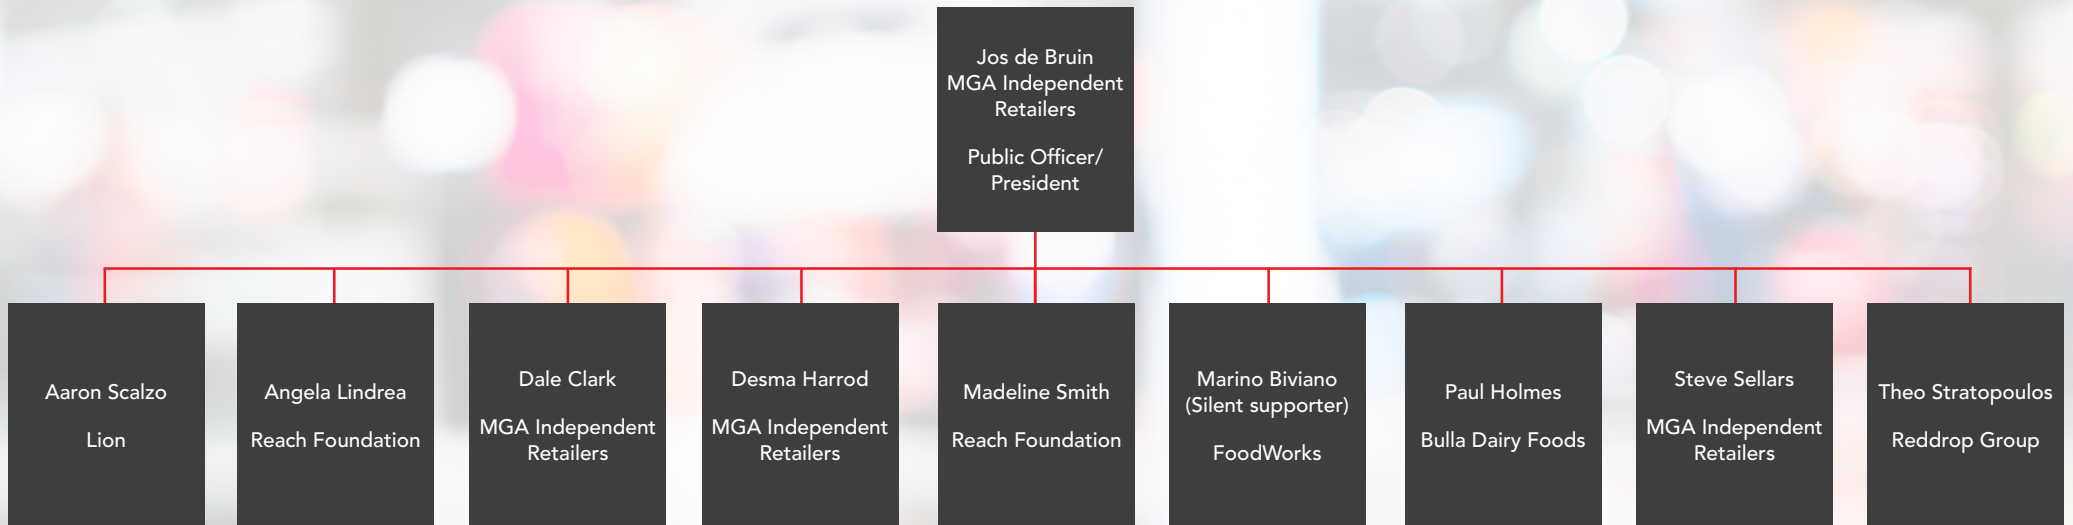 Jos de Bruin
MGA Independent
Retailers
Public Officer/
President
Aaron Scalzo
Lion
Angela Lindrea
Reach Foundation
Dale Clark
MGA Independent
Retailers
Desma Harrod
MGA Independent
Retailers
Madeline Smith
Reach Foundation
Marino Biviano
(Silent supporter)
FoodWorks
Paul Holmes
Bulla Dairy Foods
Steve Sellars
MGA Independent
Retailers
Theo Stratopoulos
Reddrop Group